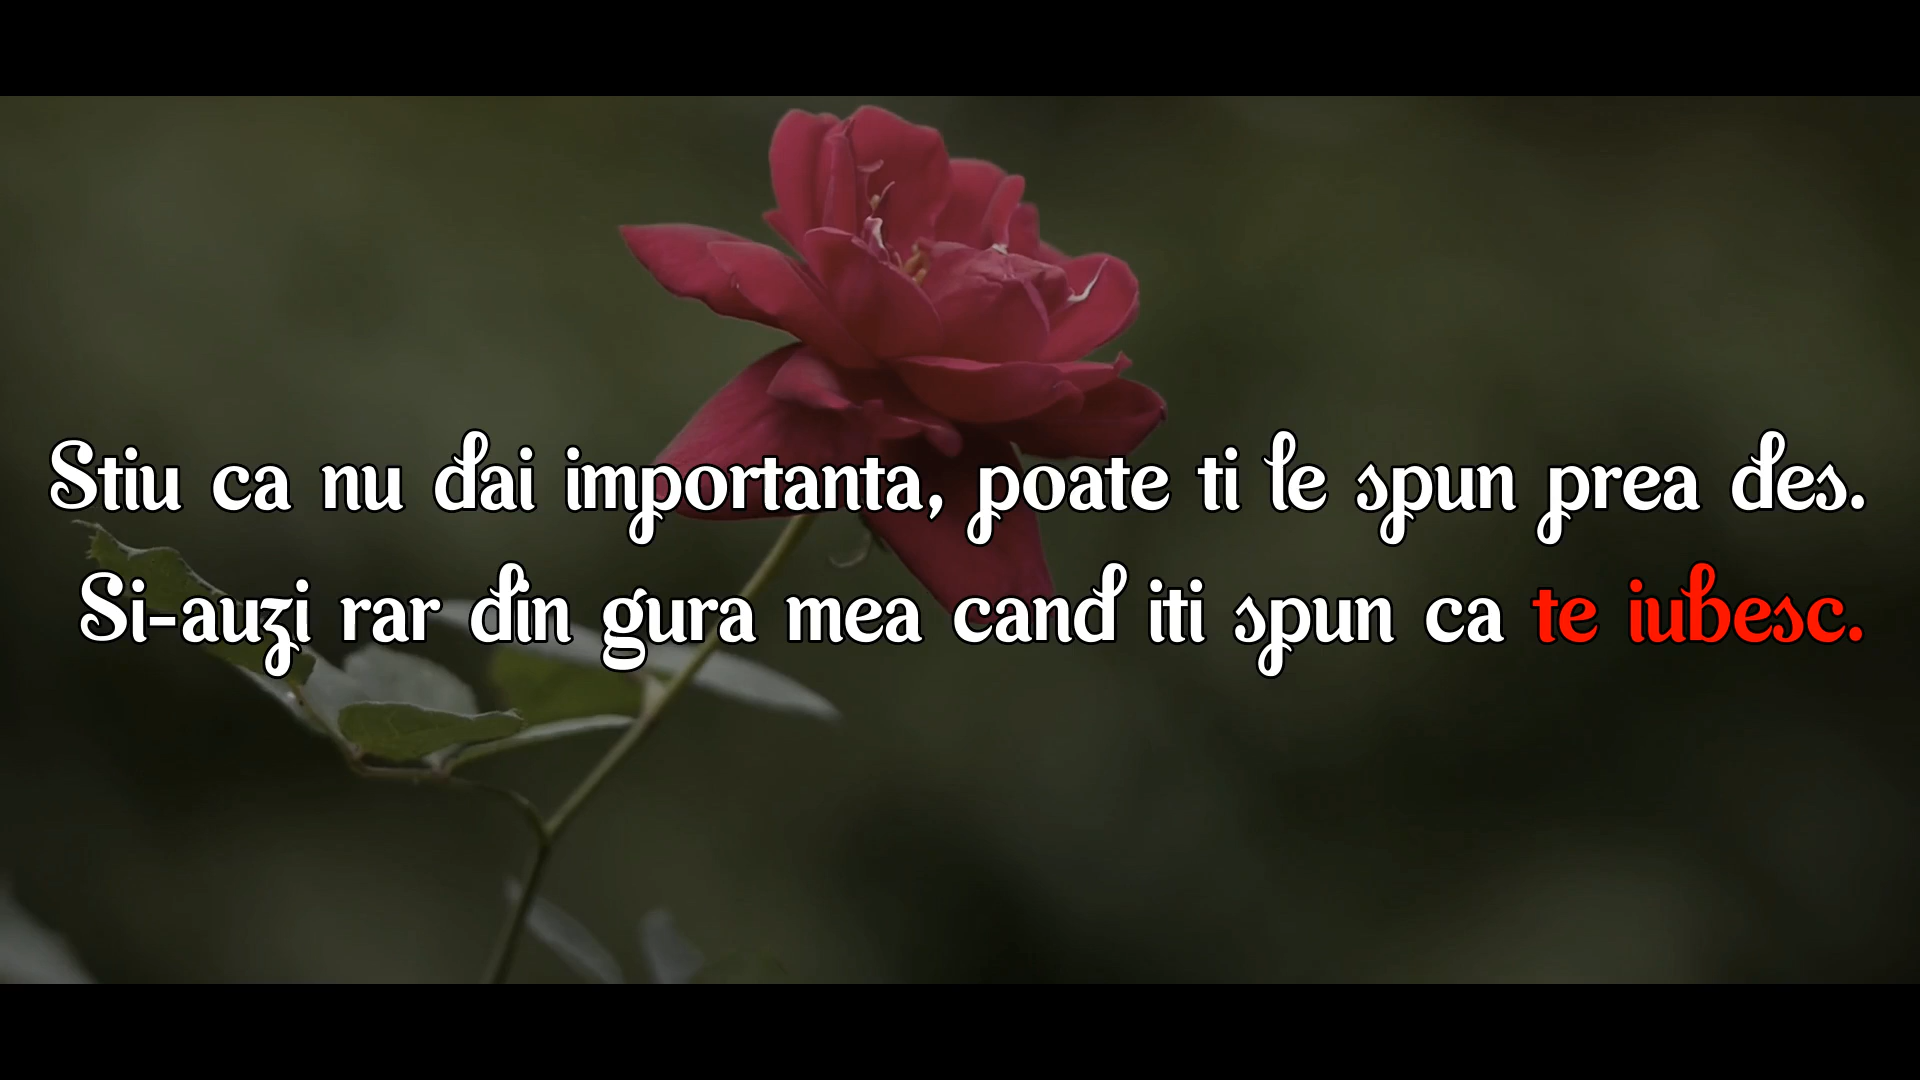 Stiu ca nu dai importanta, poate ti le spun prea des.
Si-auzi rar din gura mea cand iti spun ca te iubesc.